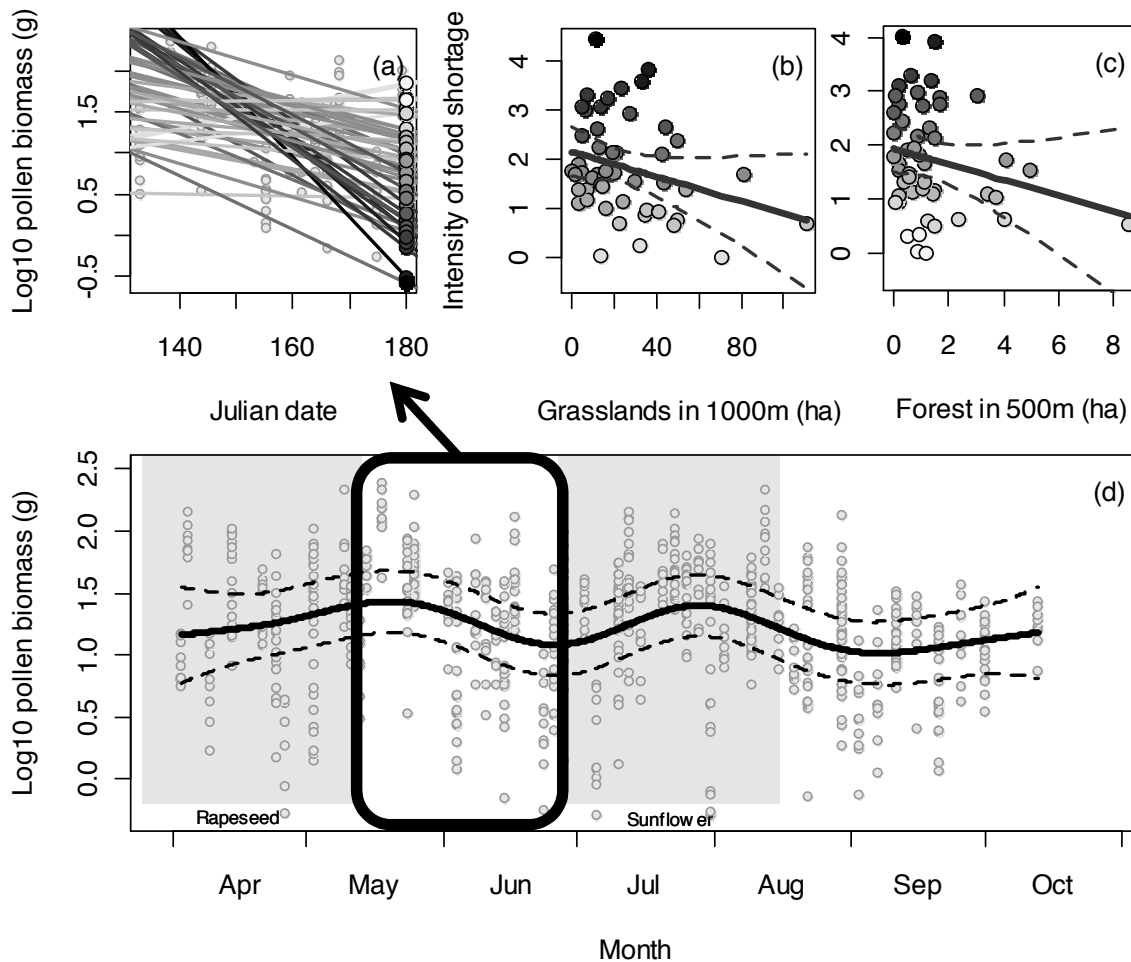 (a)
(b)
(c)
Log10 pollen biomass (g)
-0.5 0.5 1.5
140 160 180
Julian date
Intensity of food shortage
0 1 2 3 4
0 40 80
Grasslands in 1000m (ha)
0 1 2 3 4
0 2 4 6 8
Forest in 500m (ha)
(d)
Log10 pollen biomass (g)
2.5
2.0
1.5
1.0
0.5
0.0
Rapeseed
Sunflower
Apr May Jun Jul Aug Sep Oct
Month